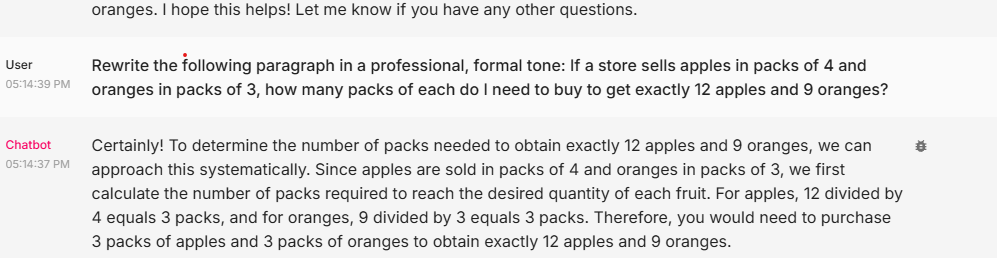 oranges. I hope this helps! Let me know if you have any other questions.
User
05:14:39 PM
Rewrite the following paragraph in a professional, formal tone: If a store sells apples in packs of 4 and
oranges in packs of 3, how many packs of each do I need to buy to get exactly 12 apples and 9 oranges?
Chatbot
05:14:37 PM
Certainly! To determine the number of packs needed to obtain exactly 12 apples and 9 oranges, we can
approach this systematically. Since apples are sold in packs of 4 and oranges in packs of 3, we first
calculate the number of packs required to reach the desired quantity of each fruit. For apples, 12 divided by
4 equals 3 packs, and for oranges, 9 divided by 3 equals 3 packs. Therefore, you would need to purchase
3 packs of apples and 3 packs of oranges to obtain exactly 12 apples and 9 oranges.